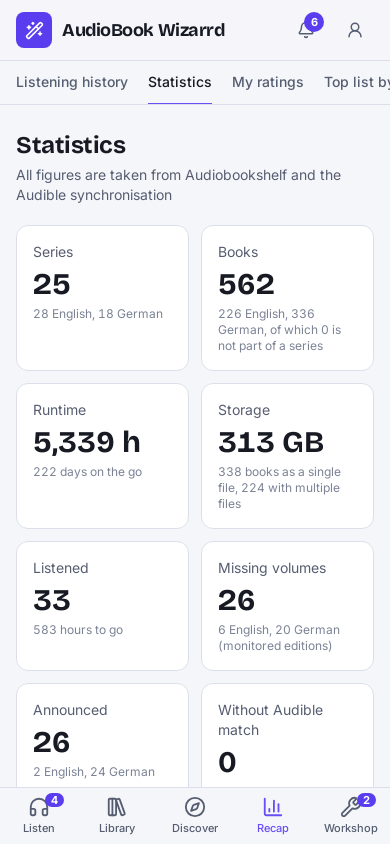 AudioBook Wizarrd
6
Listening history
Statistics
My ratings
Top list by
Statistics
All figures are taken from Audiobookshelf and the
Audible synchronisation
Series
25
28 English, 18 German
Books
562
226 English, 336
German, of which 0 is
not part of a series
Runtime
5,339 h
222 days on the go
Storage
313 GB
338 books as a single
file, 224 with multiple
files
Listened
33
583 hours to go
Missing volumes
26
6 English, 20 German
(monitored editions)
Announced
26
2 English, 24 German
Without Audible
match
0
4
Listen
Library
Discover
Recap
2
Workshop